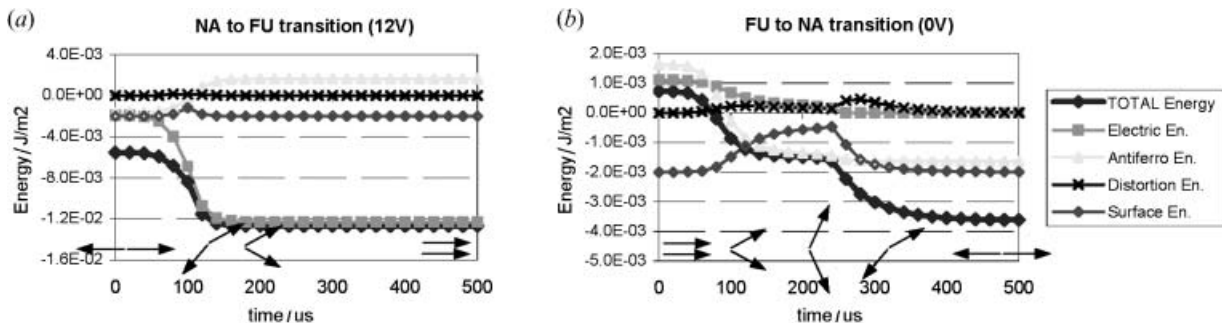 (a)
NA to FU transition (12V)
4.0E-03
0.0E+00
-4.0E-03
-8.0E-03
-1.2E-02
-1.6E-02
Energy / J/m2
0 100 200 300 400 500
time / us
(b)
FU to NA transition (0V)
2.0E-03
1.0E-03
0.0E+00
-1.0E-03
-2.0E-03
-3.0E-03
-4.0E-03
-5.0E-03
Energy / J/m2
0 100 200 300 400 500
time / us
TOTAL Energy
Electric En.
Antiferro En.
Distortion En.
Surface En.